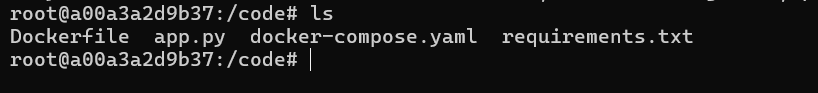 root@a00a3a2d9b37:/code# ls
Dockerfile  app.py  docker-compose.yaml  requirements.txt
root@a00a3a2d9b37:/code#